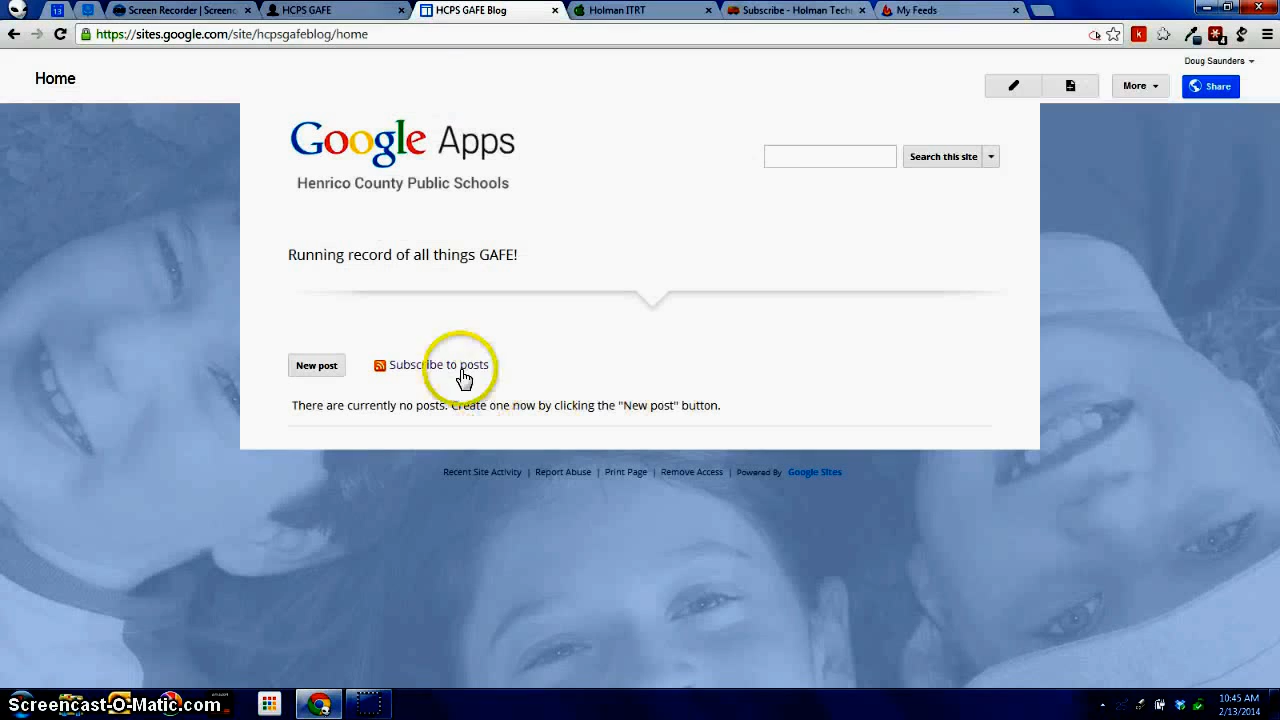 13
Screen Recorder | Screenc
HCPS GAFE
HCPS GAFE Blog
Holman ITRT
Subscribe - Holman Techn
My Feeds
https://sites.google.com/site/hcpsgafeblog/home
k
4
Doug Saunders
Home
More
Share
Google Apps
Henrico County Public Schools
Search this site
Running record of all things GAFE!
New post
Subscribe to posts
There are currently no posts. Create one now by clicking the "New post" button.
Recent Site Activity | Report Abuse | Print Page | Remove Access | Powered By Google Sites
Screencast-O-Matic.com
10:45 AM
2/13/2014